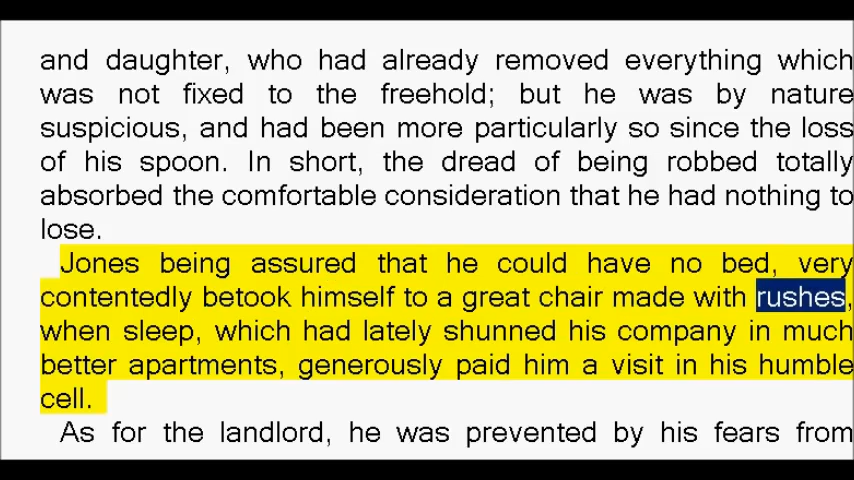 and daughter, who had already removed everything which
was not fixed to the freehold; but he was by nature
suspicious, and had been more particularly so since the loss
of his spoon. In short, the dread of being robbed totally
absorbed the comfortable consideration that he had nothing to
lose.
Jones being assured that he could have no bed, very
contentedly betook himself to a great chair made with rushes,
when sleep, which had lately shunned his company in much
better apartments, generously paid him a visit in his humble
cell.
As for the landlord, he was prevented by his fears from